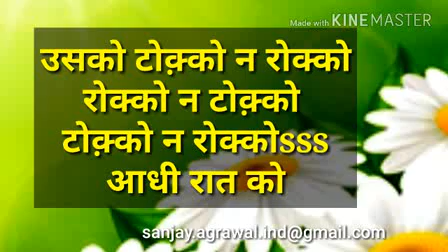 Made with KINEMASTER
उसको टोक़्को न रोक्को
रोक्को न टोक़्को
टोक़्को न रोक्कोsss
आधी रात को
sanjay.agrawal.ind@gmail.com